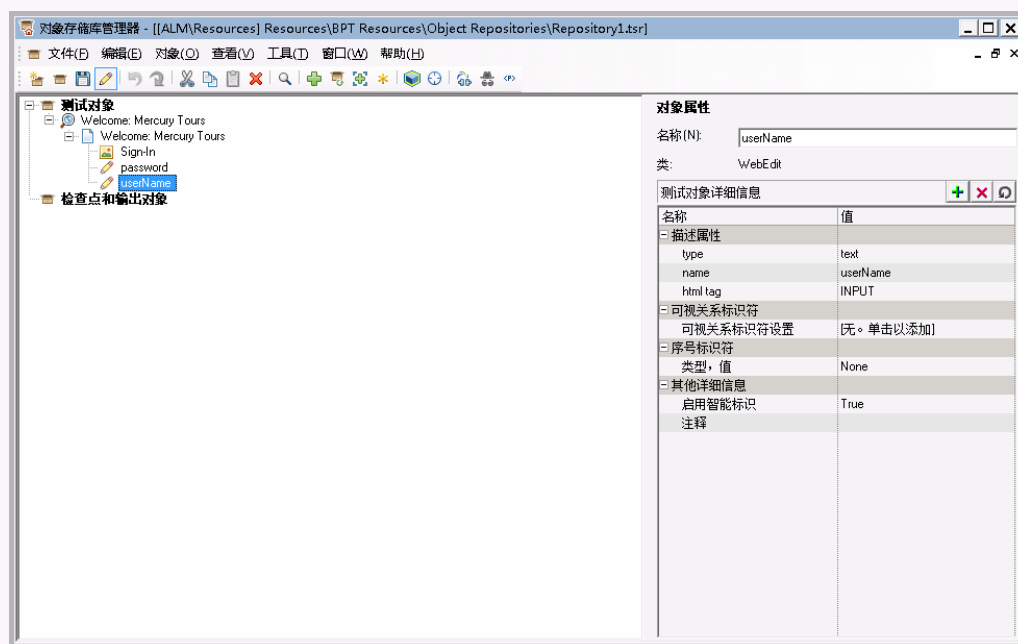 对象存储库管理器 - [[ALM\Resources] Resources\BPT Resources\Object Repositories\Repository1.tsr]
文件(F) 编辑(E) 对象(O) 查看(V) 工具(T) 窗口(W) 帮助(H)
测试对象
Welcome: Mercury Tours
Welcome: Mercury Tours
Sign-In
password
userName
检查点和输出对象
对象属性
名称(N): userName
类: WebEdit
测试对象详细信息
名称 值
描述属性
type text
name userName
html tag INPUT
可视关系标识符
可视关系标识符设置 [无。单击以添加]
序号标识符
类型，值 None
其他详细信息
启用智能标识 True
注释